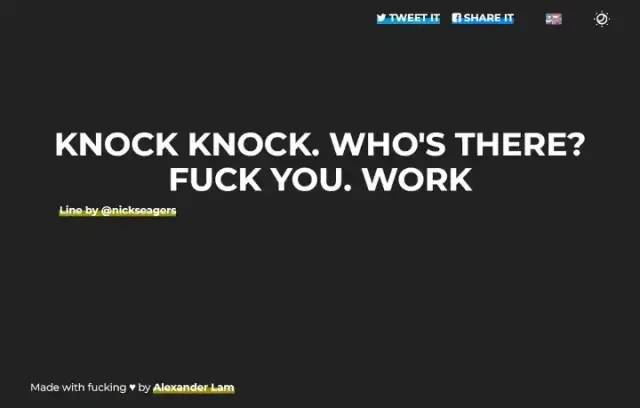 TWEET IT SHARE IT
KNOCK KNOCK. WHO'S THERE?
FUCK YOU. WORK
Line by @nickseagers
Made with fucking ♥ by Alexander Lam